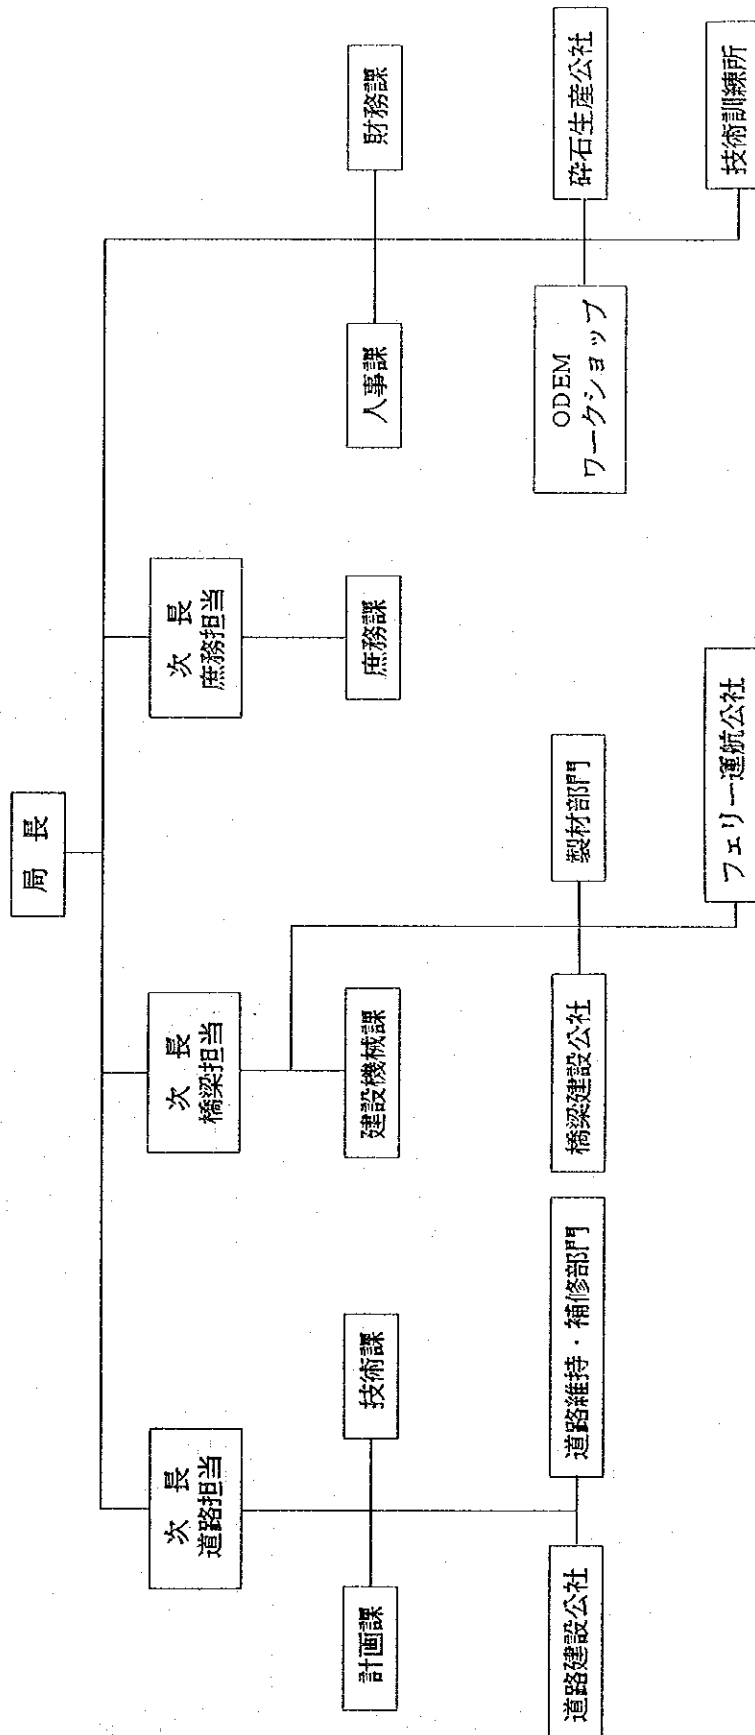 局 長
次 長
道路担当
次 長
橋梁担当
次 長
庶務担当
計画課
技術課
建設機械課
庶務課
人事課
財務課
道路建設公社
道路維持・補修部門
橋梁建設公社
製材部門
ODEM
ワークショップ
砕石生産公社
フェリー運航公社
技術訓練所